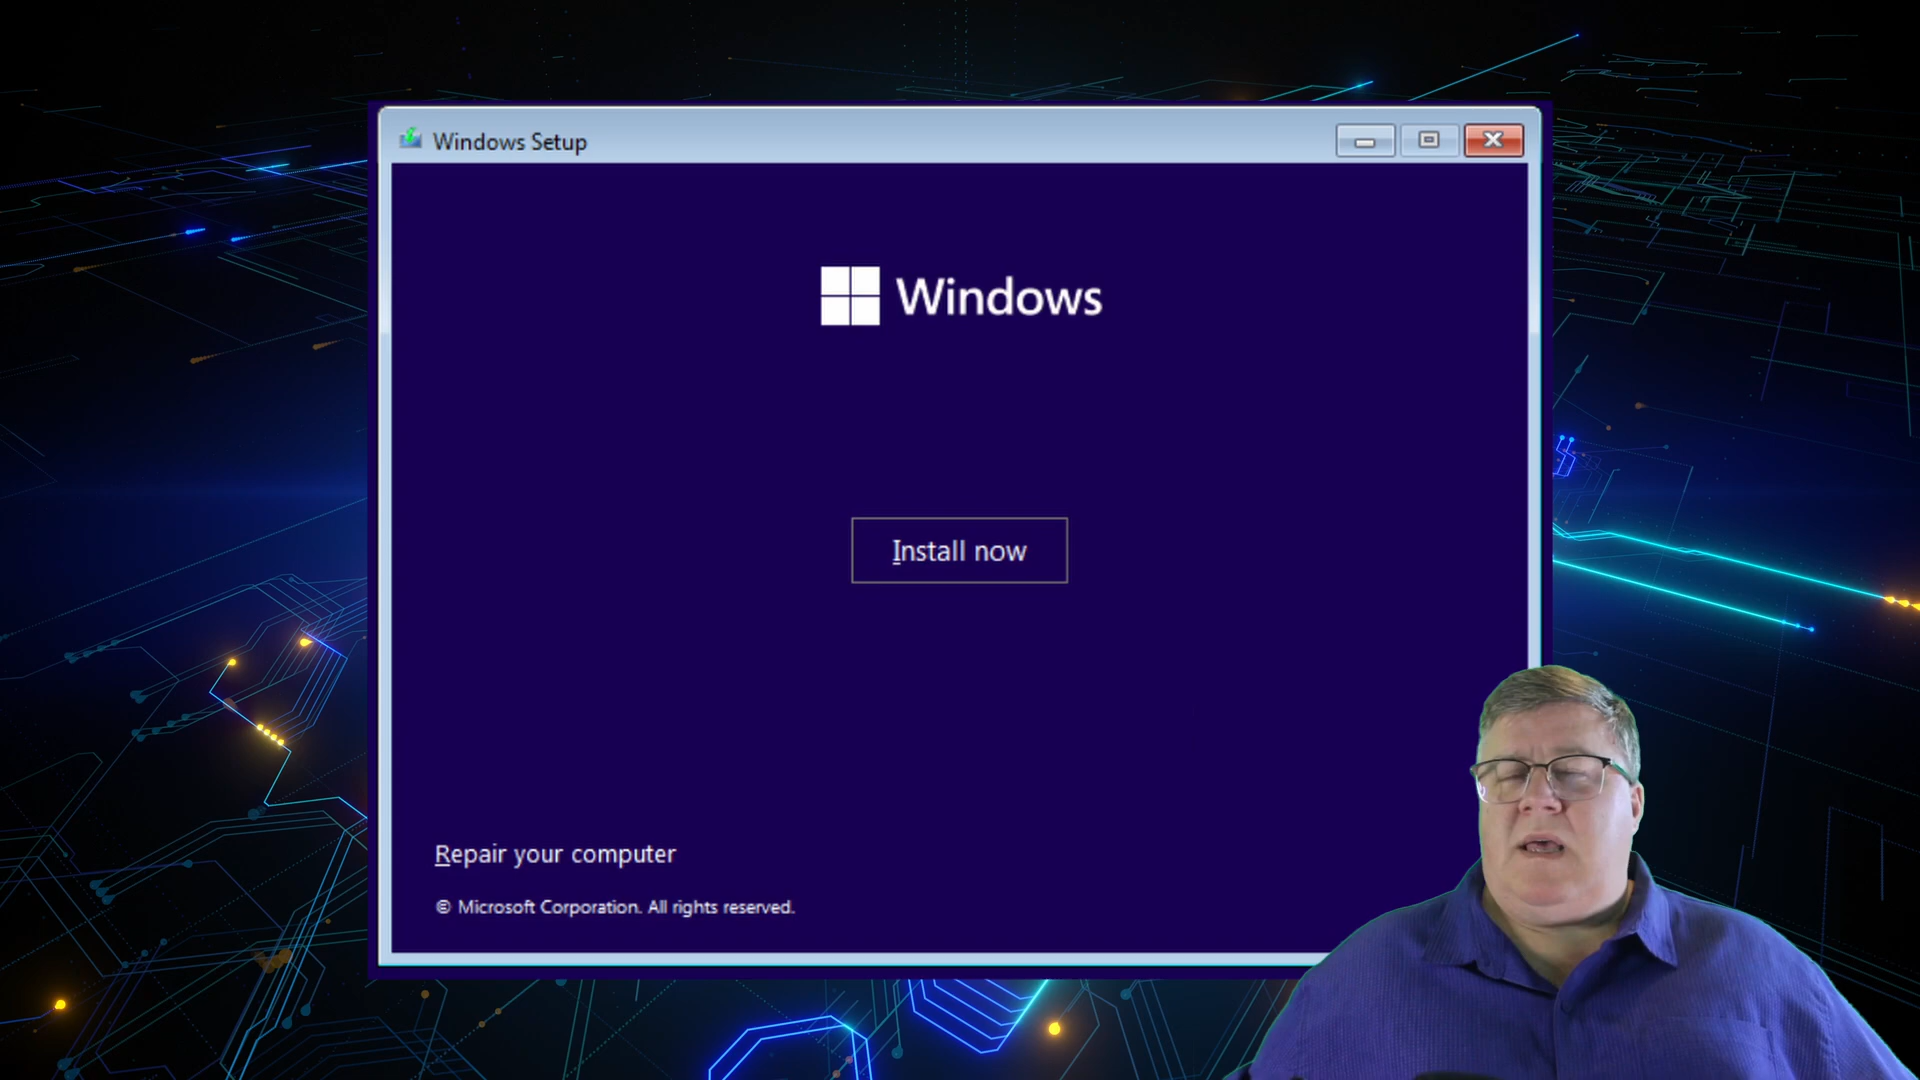 Windows Setup
Windows
Install now
Repair your computer
© Microsoft Corporation. All rights reserved.